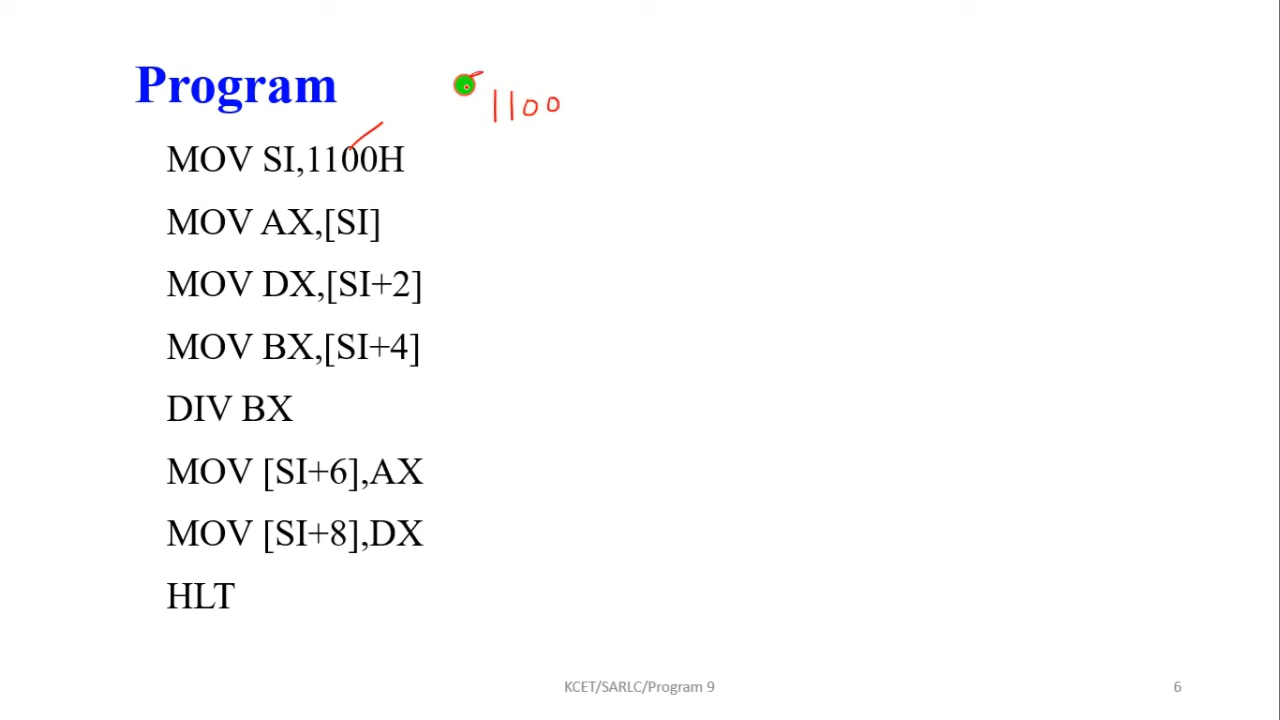 Program
1100
MOV SI,1100H
MOV AX,[SI]
MOV DX,[SI+2]
MOV BX,[SI+4]
DIV BX
MOV [SI+6],AX
MOV [SI+8],DX
HLT
KCET/SARLC/Program 9
6